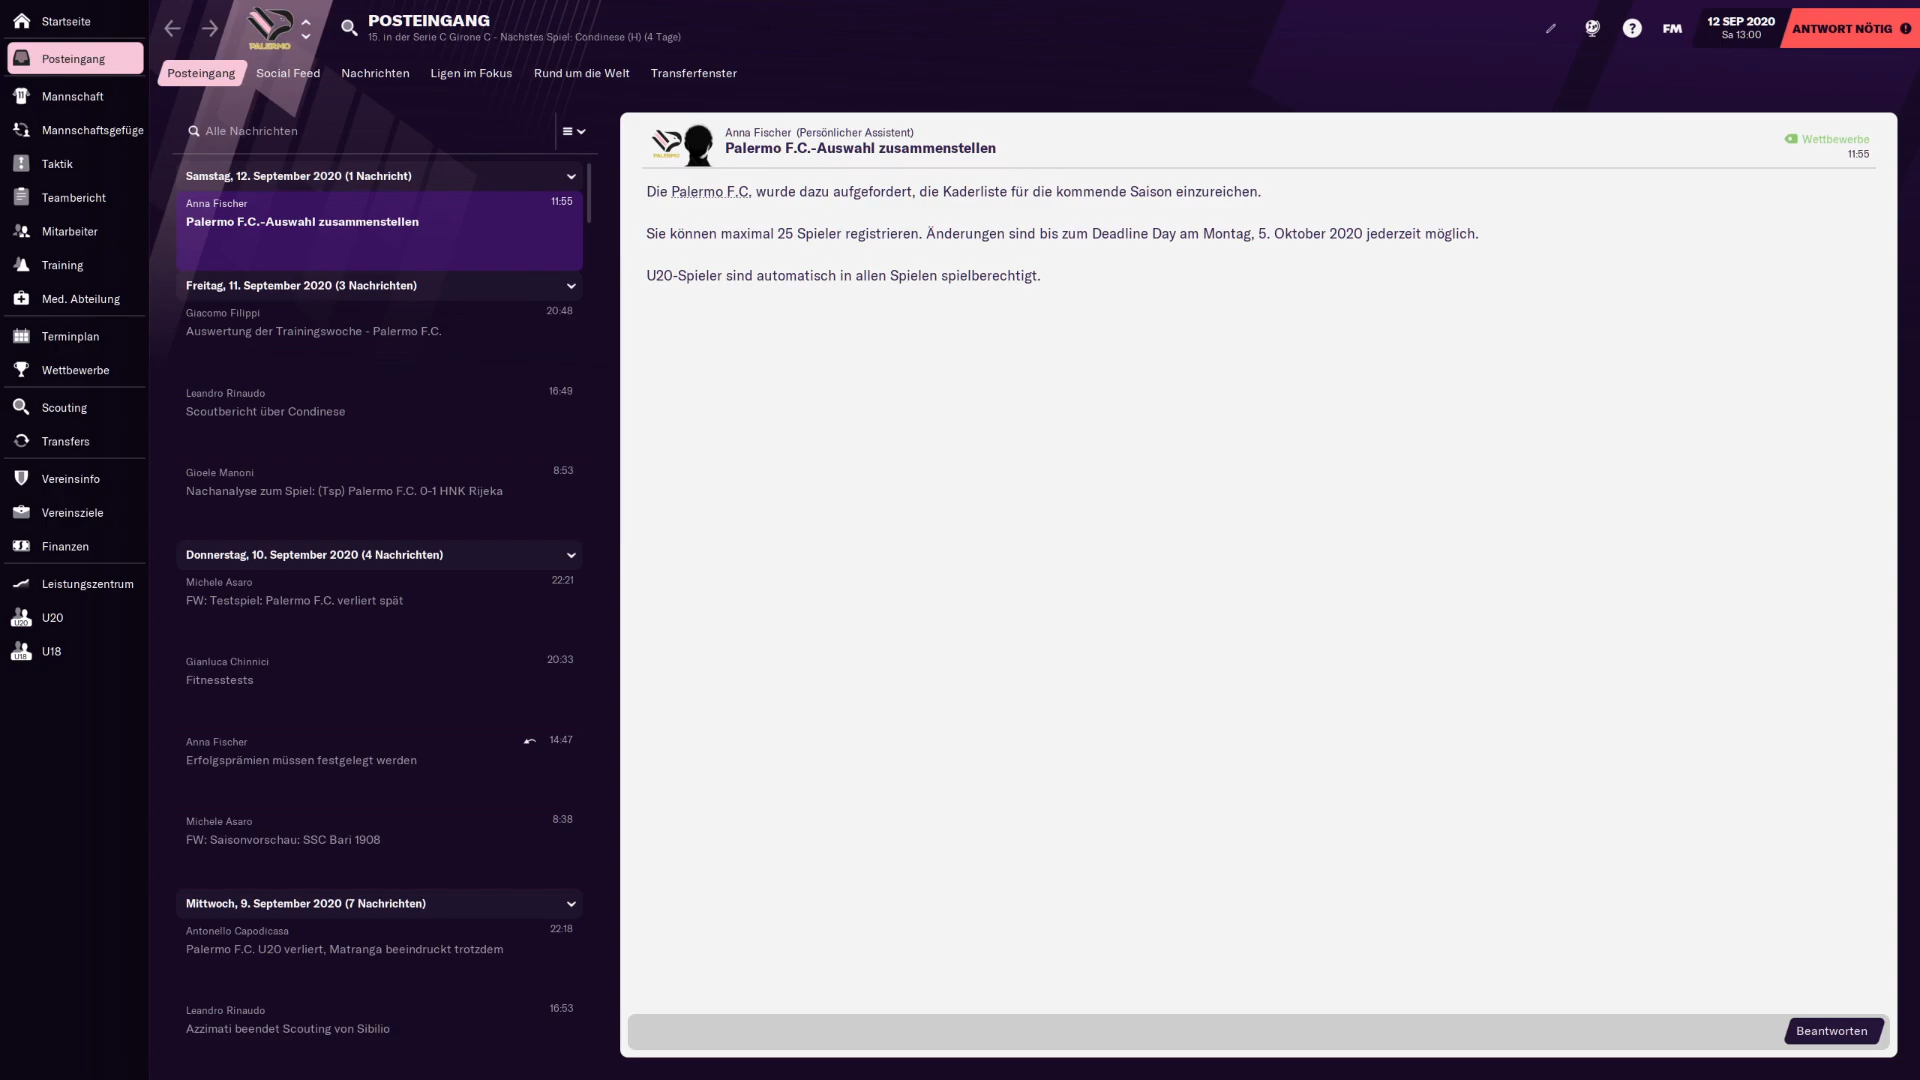 Startseite
Posteingang
Mannschaft
Mannschaftsgefüge
Taktik
Teambericht
Mitarbeiter
Training
Med. Abteilung
Terminplan
Wettbewerbe
Scouting
Transfers
Vereinsinfo
Vereinsziele
Finanzen
Leistungszentrum
U20
U20
U18
U18
PALERMO
POSTEINGANG
15. in der Serie C Girone C - Nächstes Spiel: Condinese (H) (4 Tage)
?
FM
12 SEP 2020
Sa 13:00
ANTWORT NÖTIG
Posteingang Social Feed Nachrichten Ligen im Fokus Rund um die Welt Transferfenster
Alle Nachrichten
Samstag, 12. September 2020 (1 Nachricht)
Anna Fischer 11:55
Palermo F.C.-Auswahl zusammenstellen
Freitag, 11. September 2020 (3 Nachrichten)
Giacomo Filippi 20:48
Auswertung der Trainingswoche - Palermo F.C.
Leandro Rinaudo 16:49
Scoutbericht über Condinese
Gioele Manoni 8:53
Nachanalyse zum Spiel: (Tsp) Palermo F.C. 0-1 HNK Rijeka
Donnerstag, 10. September 2020 (4 Nachrichten)
Michele Asaro 22:21
FW: Testspiel: Palermo F.C. verliert spät
Gianluca Chinnici 20:33
Fitnesstests
Anna Fischer 14:47
Erfolgsprämien müssen festgelegt werden
Michele Asaro 8:38
FW: Saisonvorschau: SSC Bari 1908
Mittwoch, 9. September 2020 (7 Nachrichten)
Antonello Capodicasa 22:18
Palermo F.C. U20 verliert, Matranga beeindruckt trotzdem
Leandro Rinaudo 16:53
Azzimati beendet Scouting von Sibilio
PALERMO
Anna Fischer (Persönlicher Assistent)
Palermo F.C.-Auswahl zusammenstellen
Wettbewerbe
11:55
Die Palermo F.C. wurde dazu aufgefordert, die Kaderliste für die kommende Saison einzureichen.
Sie können maximal 25 Spieler registrieren. Änderungen sind bis zum Deadline Day am Montag, 5. Oktober 2020 jederzeit möglich.
U20-Spieler sind automatisch in allen Spielen spielberechtigt.
Beantworten